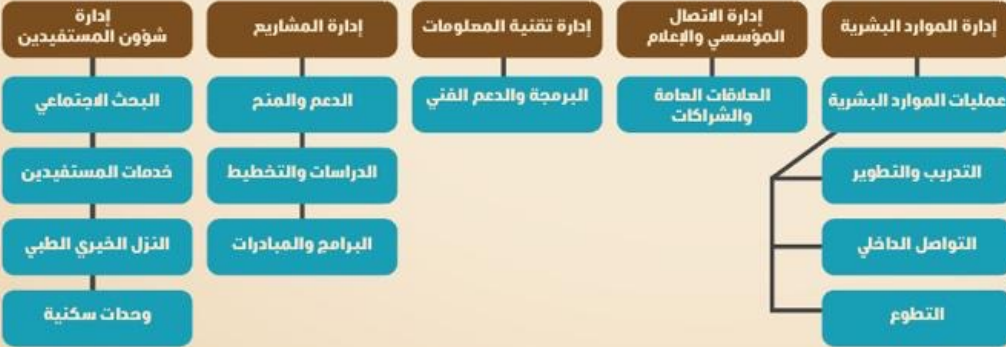 إدارة الموارد البشرية
عمليات الموارد البشرية
التدريب والتطوير
التواصل الداخلي
التطوع
إدارة الاتصال
المؤسسي والإعلام
العلاقات العامة
والشراكات
إدارة تقنية المعلومات
البرمجة والدعم الفني
إدارة المشاريع
الدعم والمنح
الدراسات والتخطيط
البرامج والمبادرات
إدارة
شؤون المستفيدين
البحث الاجتماعي
خدمات المستفيدين
النزل الخيري الطبي
وحدات سكنية